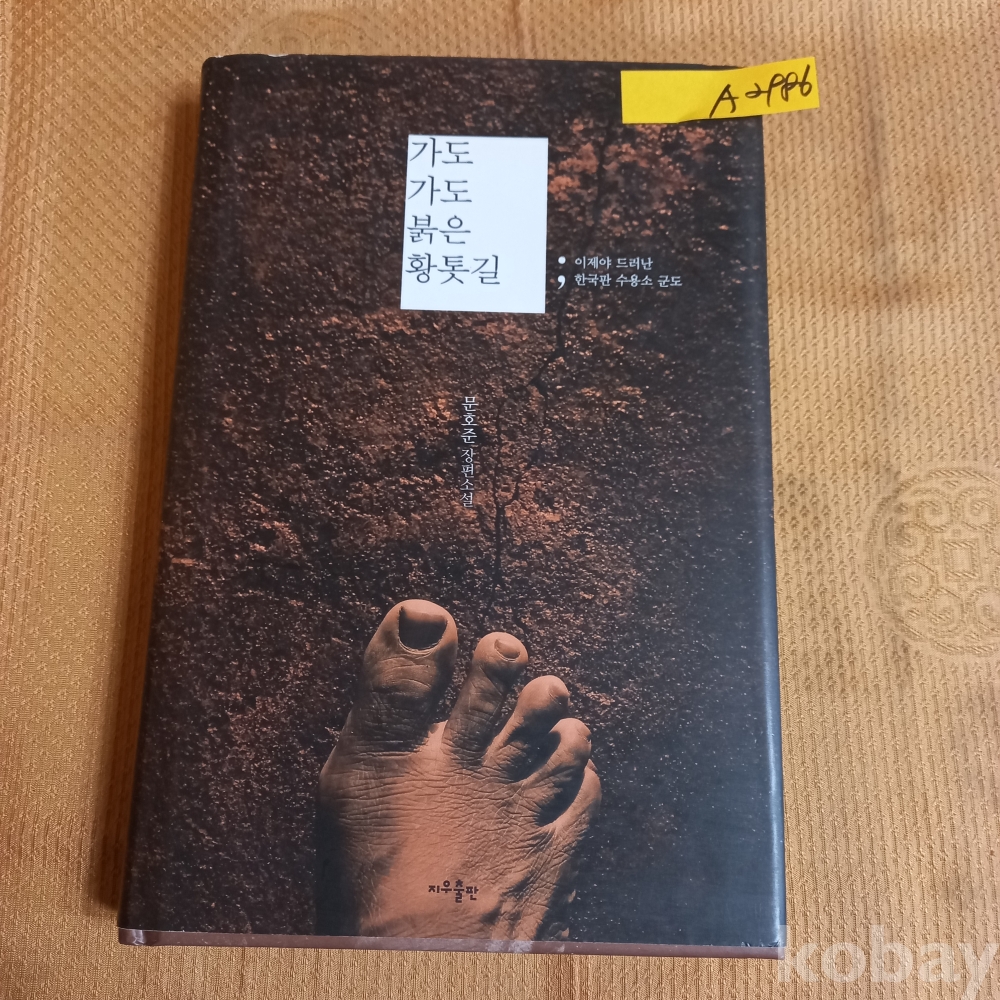 A2986
가도
가도
붉은
황톳길
; 이제야 드러난
한국판 수용소 군도
문호준 장편소설
지우출판
kobay